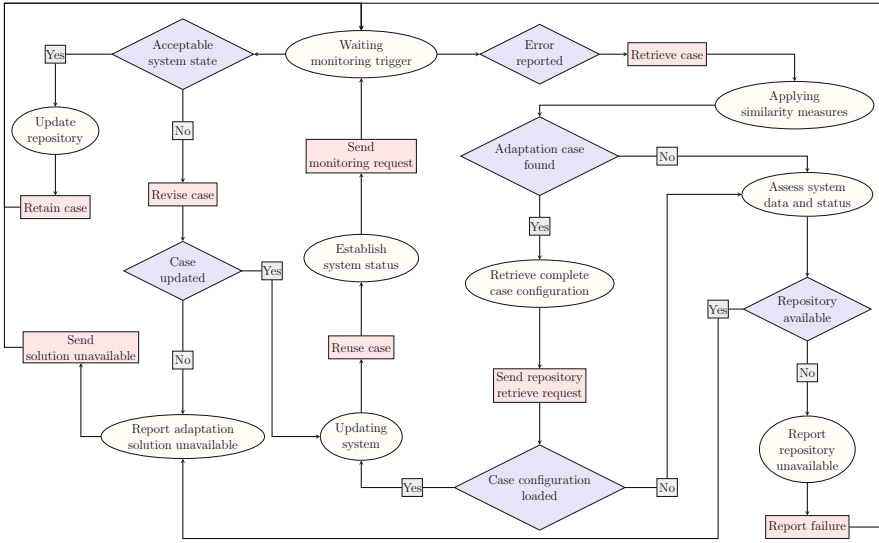 Acceptable
system state
Waiting
monitoring trigger
Error
reported
Retrieve case
Yes
Update
repository
No
Applying
similarity measures
Send
monitoring request
Adaptation case
found
No
Retain case
Revise case
Assess system
data and status
Yes
Establish
system status
Case
updated
Yes
Retrieve complete
case configuration
Repository
available
Yes
Send
solution unavailable
No
Reuse case
No
Send repository
retrieve request
Report adaptation
solution unavailable
Updating
system
Report
repository
unavailable
Yes
Case configuration
loaded
No
Report failure